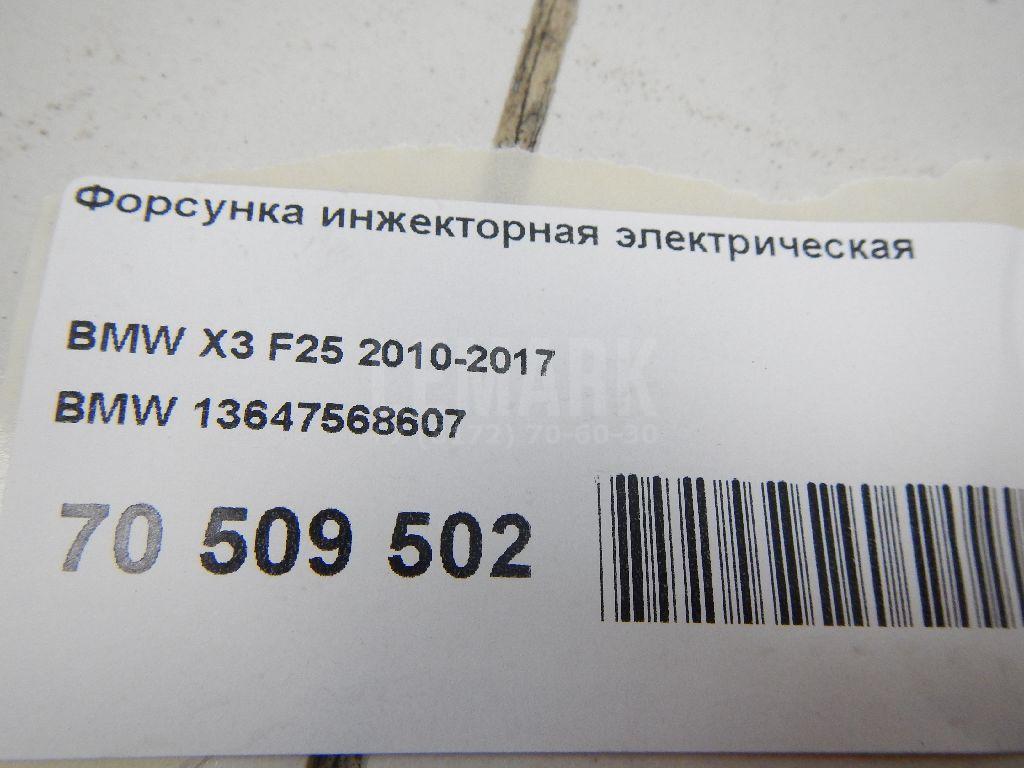 Форсунка инжекторная электрическая
BMW X3 F25 2010-2017
BMW 13647568607
70 509 502